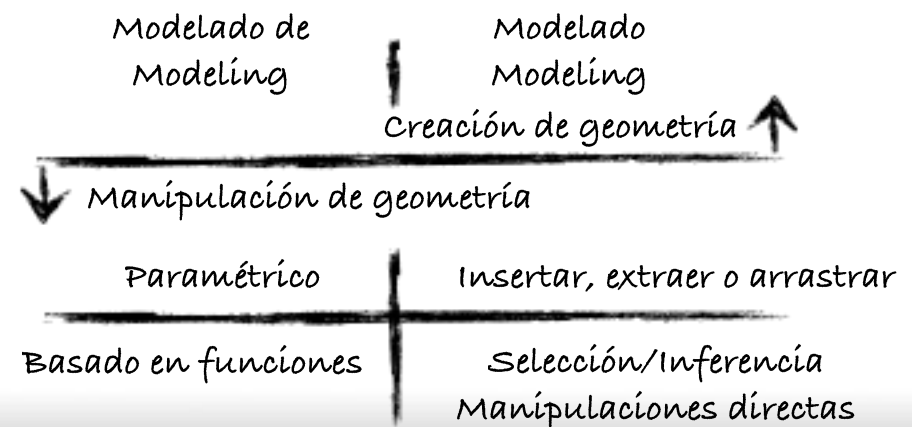 Modelado de
Modeling
Modelado
Modeling
Creación de geometría
Manipulación de geometría
Paramétrico
Insertar, extraer o arrastrar
Basado en funciones
Selección/Inferencia
Manipulaciones directas